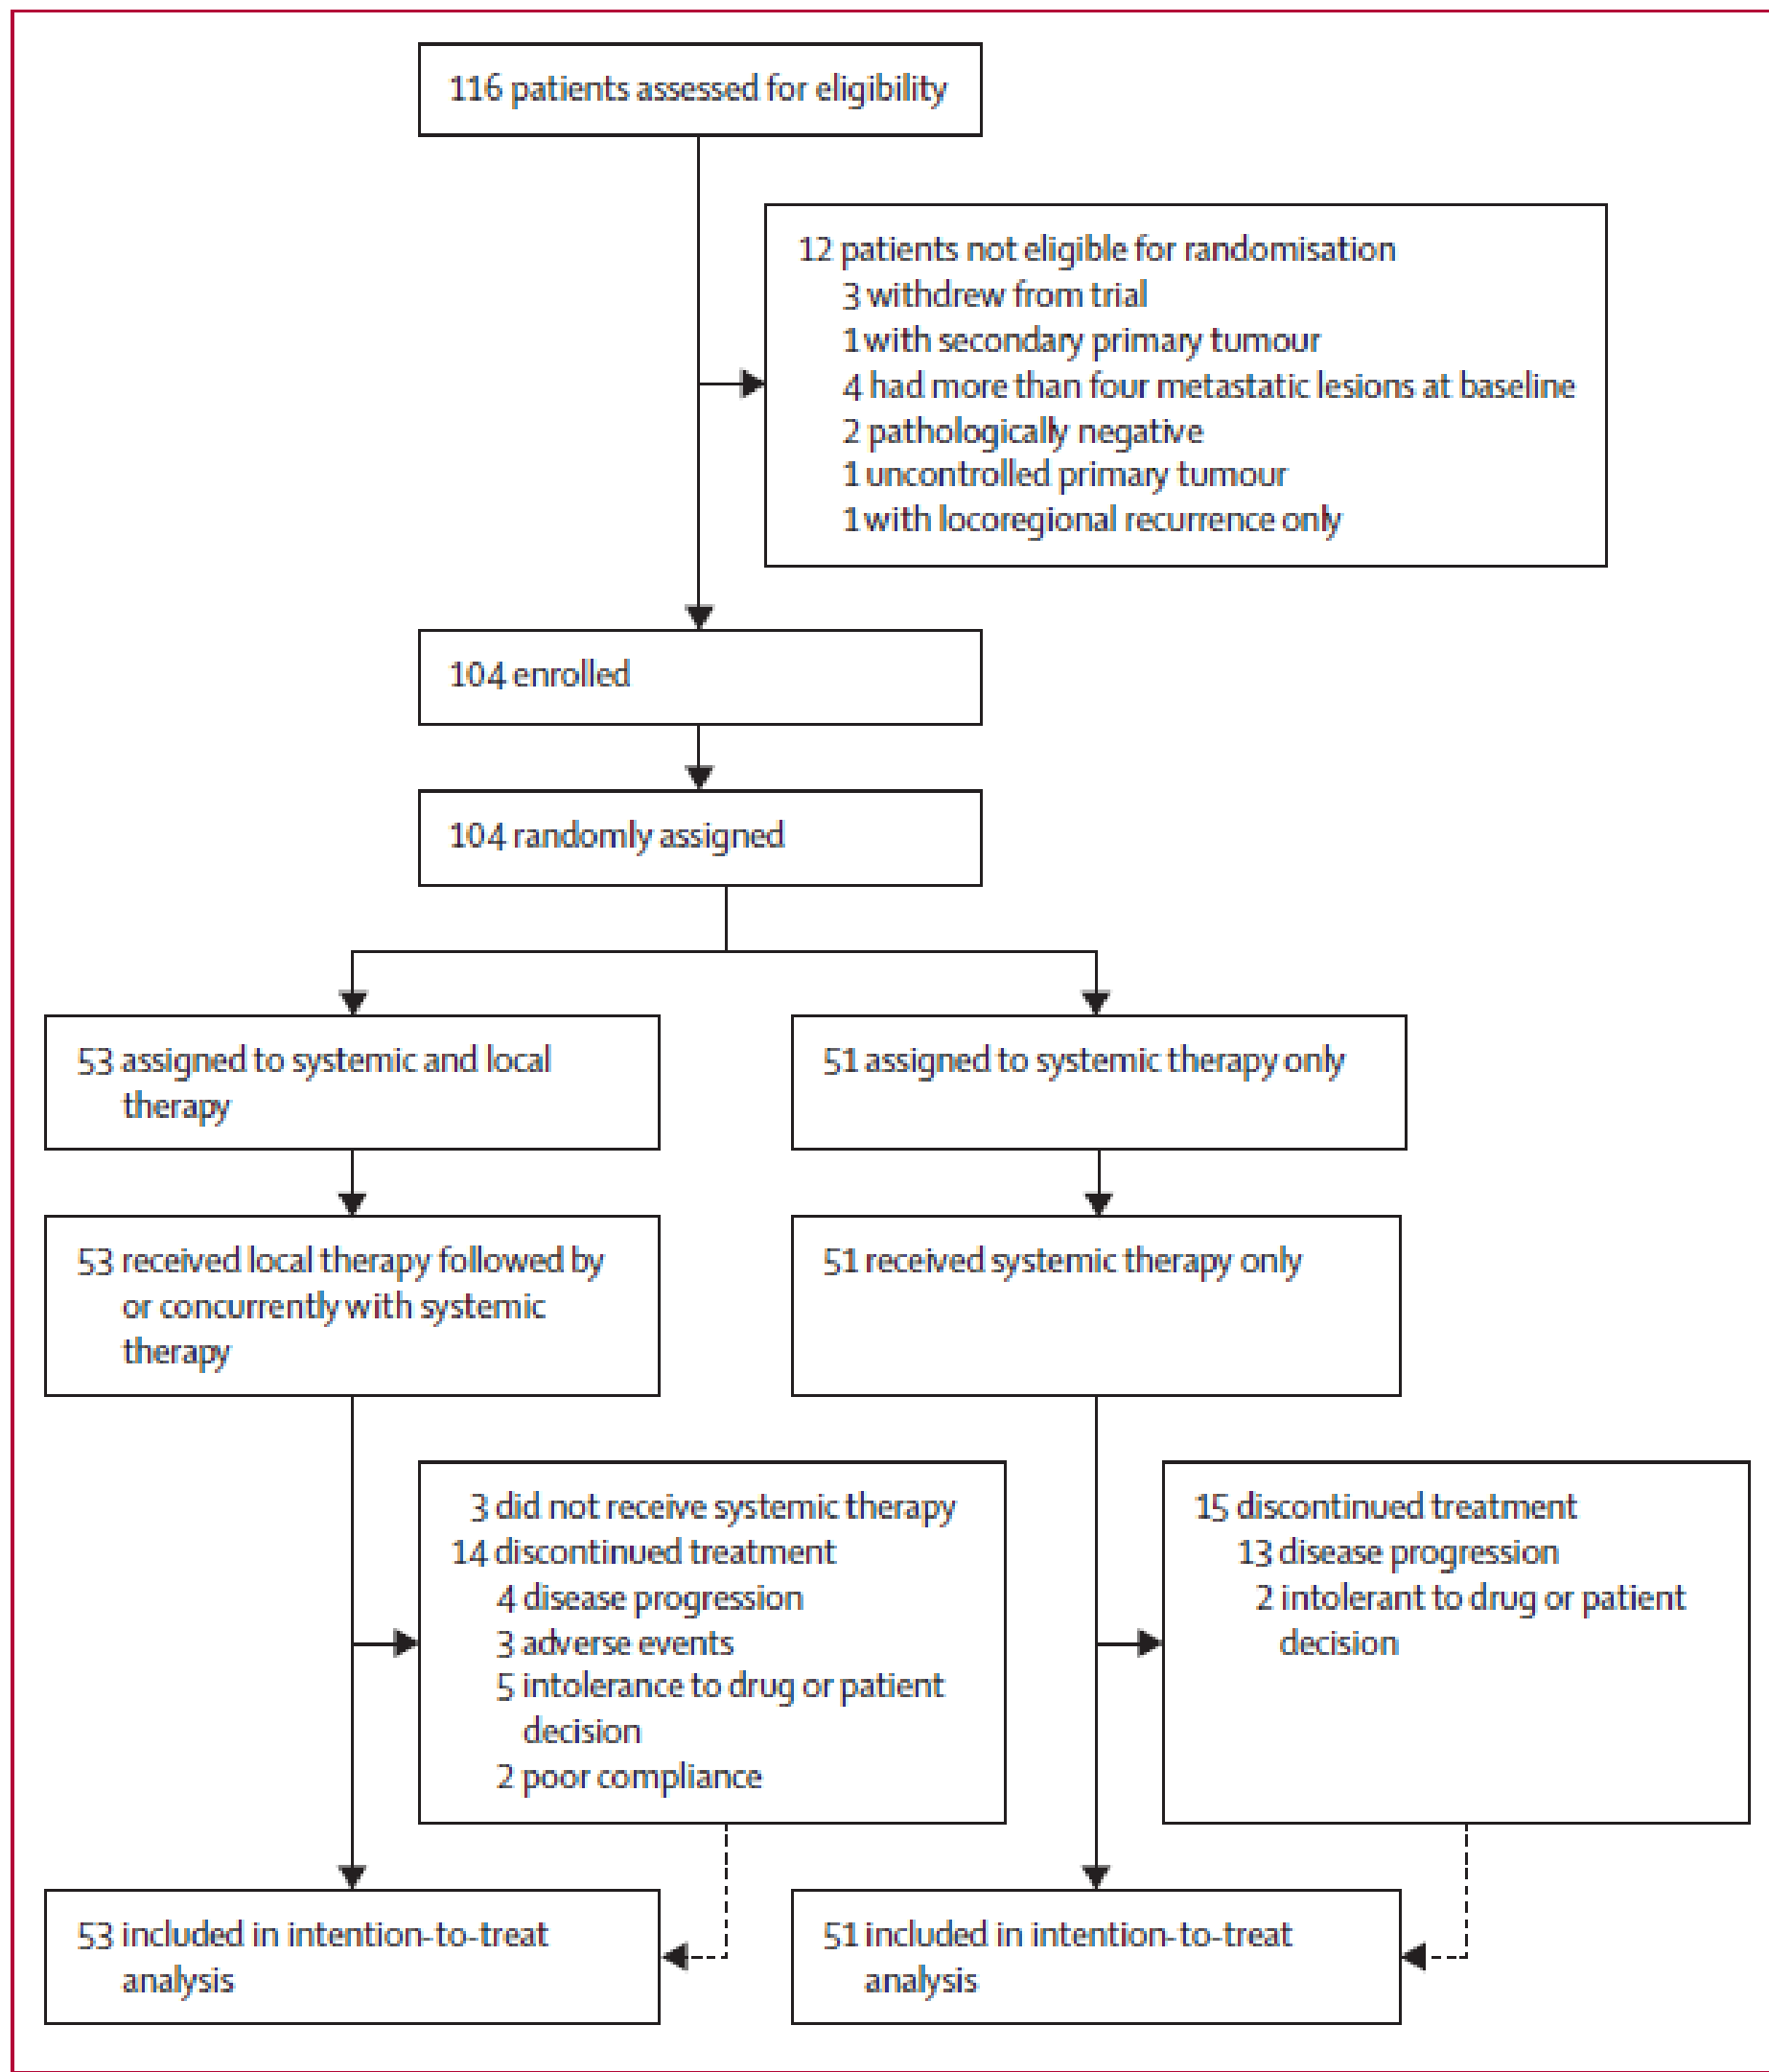 116 patients assessed for eligibility
12 patients not eligible for randomisation
3 withdrew from trial
1 with secondary primary tumour
4 had more than four metastatic lesions at baseline
2 pathologically negative
1 uncontrolled primary tumour
1 with locoregional recurrence only
104 enrolled
104 randomly assigned
53 assigned to systemic and local
therapy
51 assigned to systemic therapy only
53 received local therapy followed by
or concurrently with systemic
therapy
51 received systemic therapy only
3 did not receive systemic therapy
14 discontinued treatment
4 disease progression
3 adverse events
5 intolerance to drug or patient
decision
2 poor compliance
15 discontinued treatment
13 disease progression
2 intolerant to drug or patient
decision
53 included in intention-to-treat
analysis
51 included in intention-to-treat
analysis